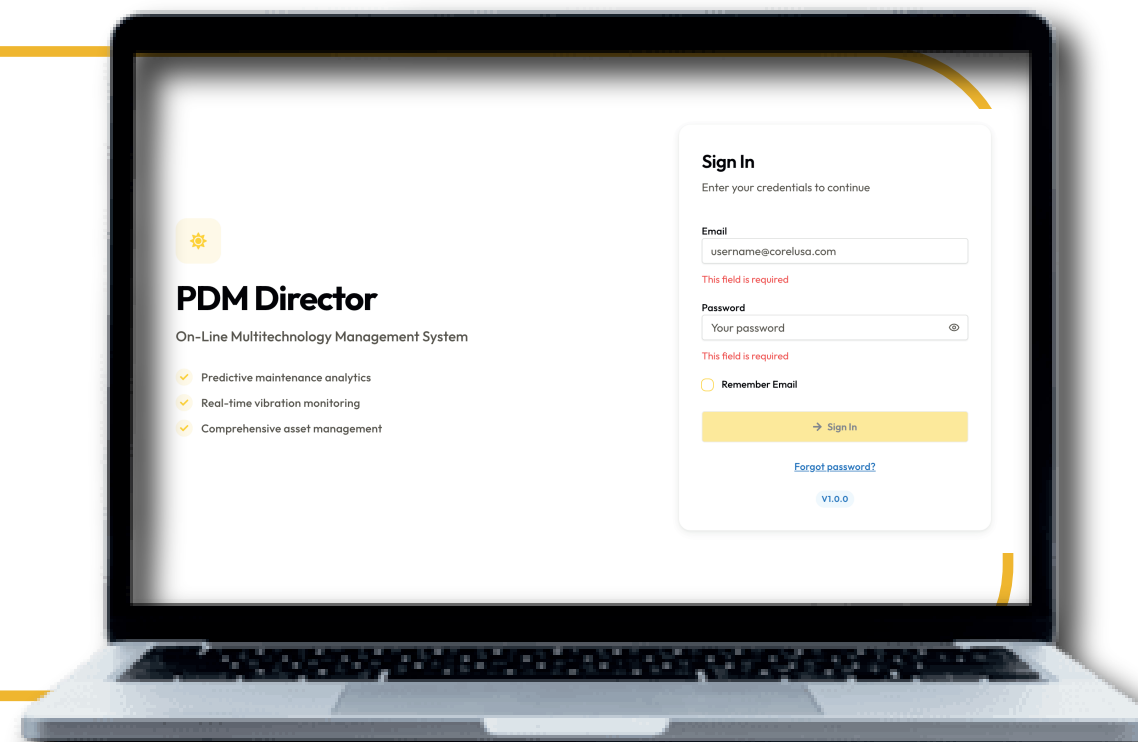 PDM Director
On-Line Multitechnology Management System
Predictive maintenance analytics
Real-time vibration monitoring
Comprehensive asset management
Sign In
Enter your credentials to continue
Email
username@corelusa.com
This field is required
Password
Your password
This field is required
Remember Email
Sign In
Forgot password?
V1.0.0